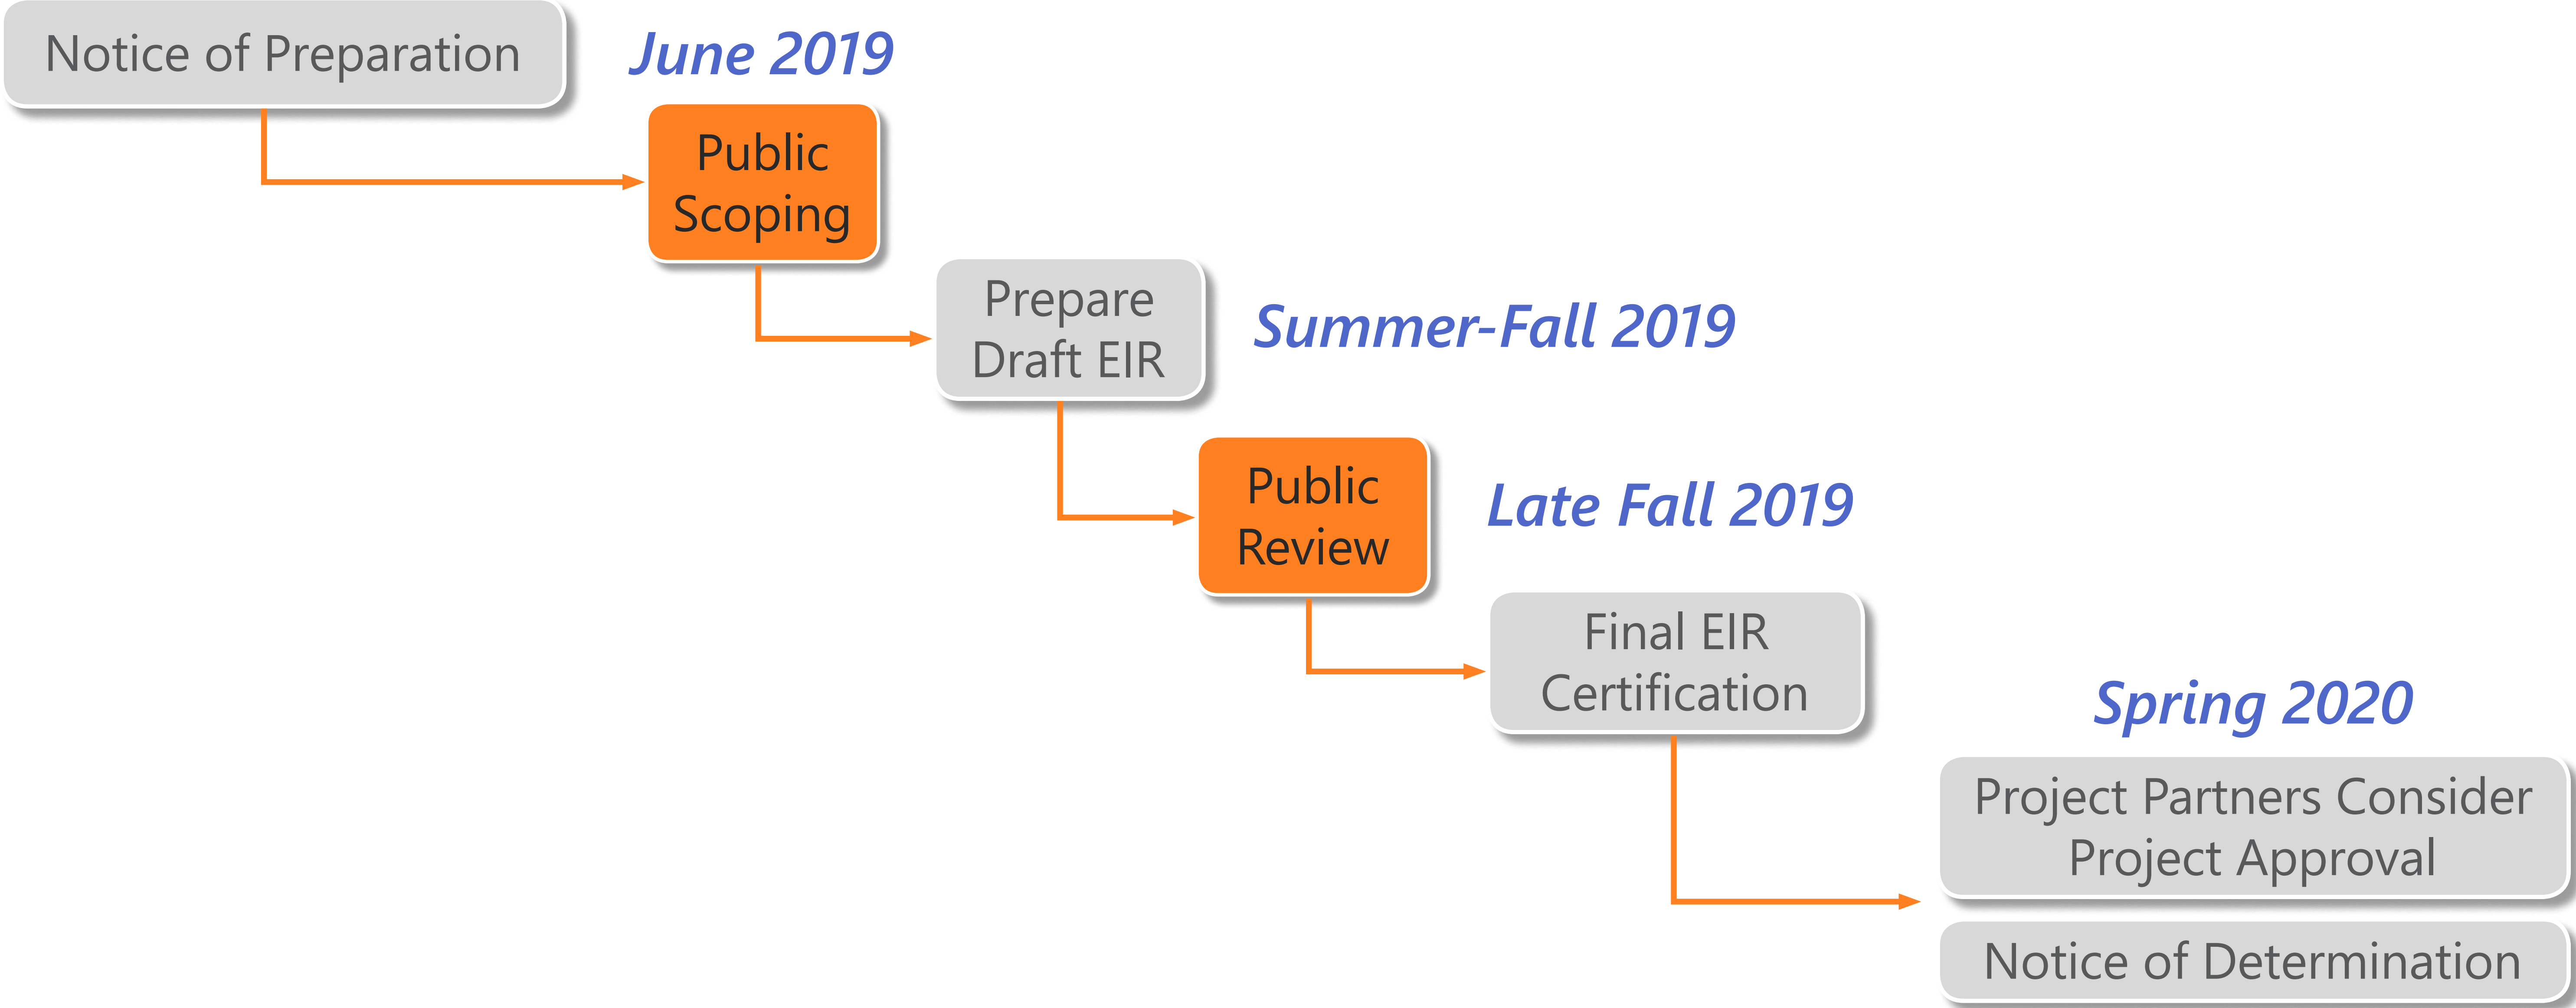 Notice of Preparation
June 2019
Public
Scoping
Prepare
Draft EIR
Summer-Fall 2019
Public
Review
Late Fall 2019
Final EIR
Certification
Spring 2020
Project Partners Consider
Project Approval
Notice of Determination